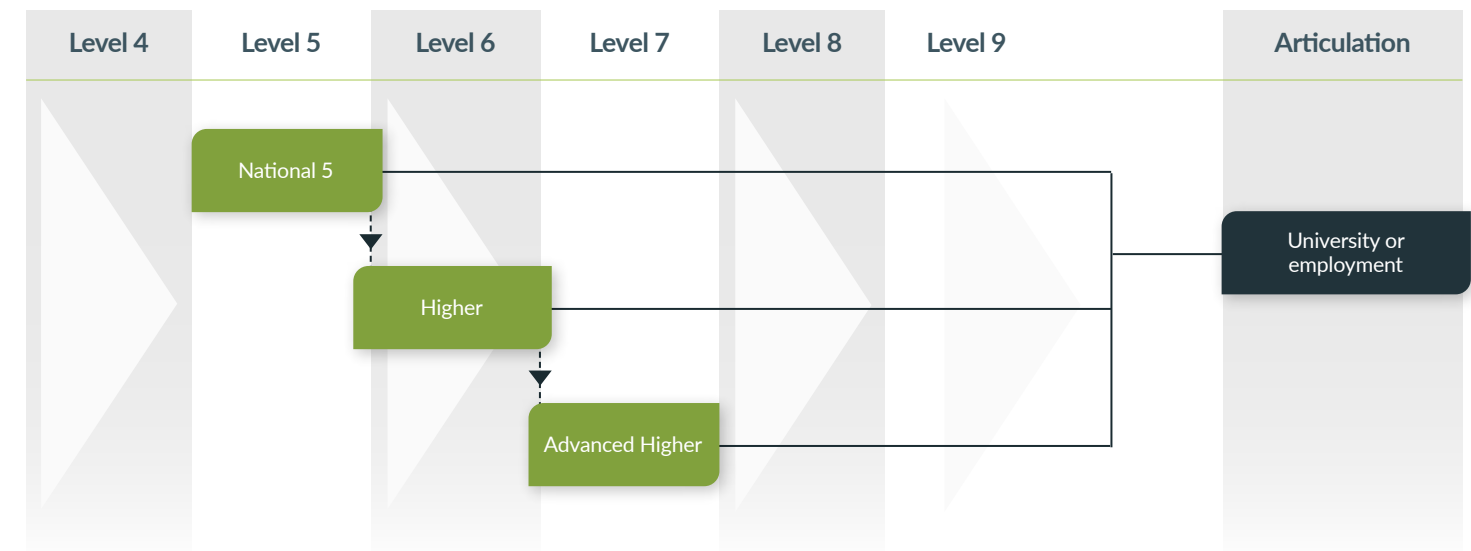 Level 4
Level 5
Level 6
Level 7
Level 8
Level 9
Articulation
National 5
University or
employment
Higher
Advanced Higher